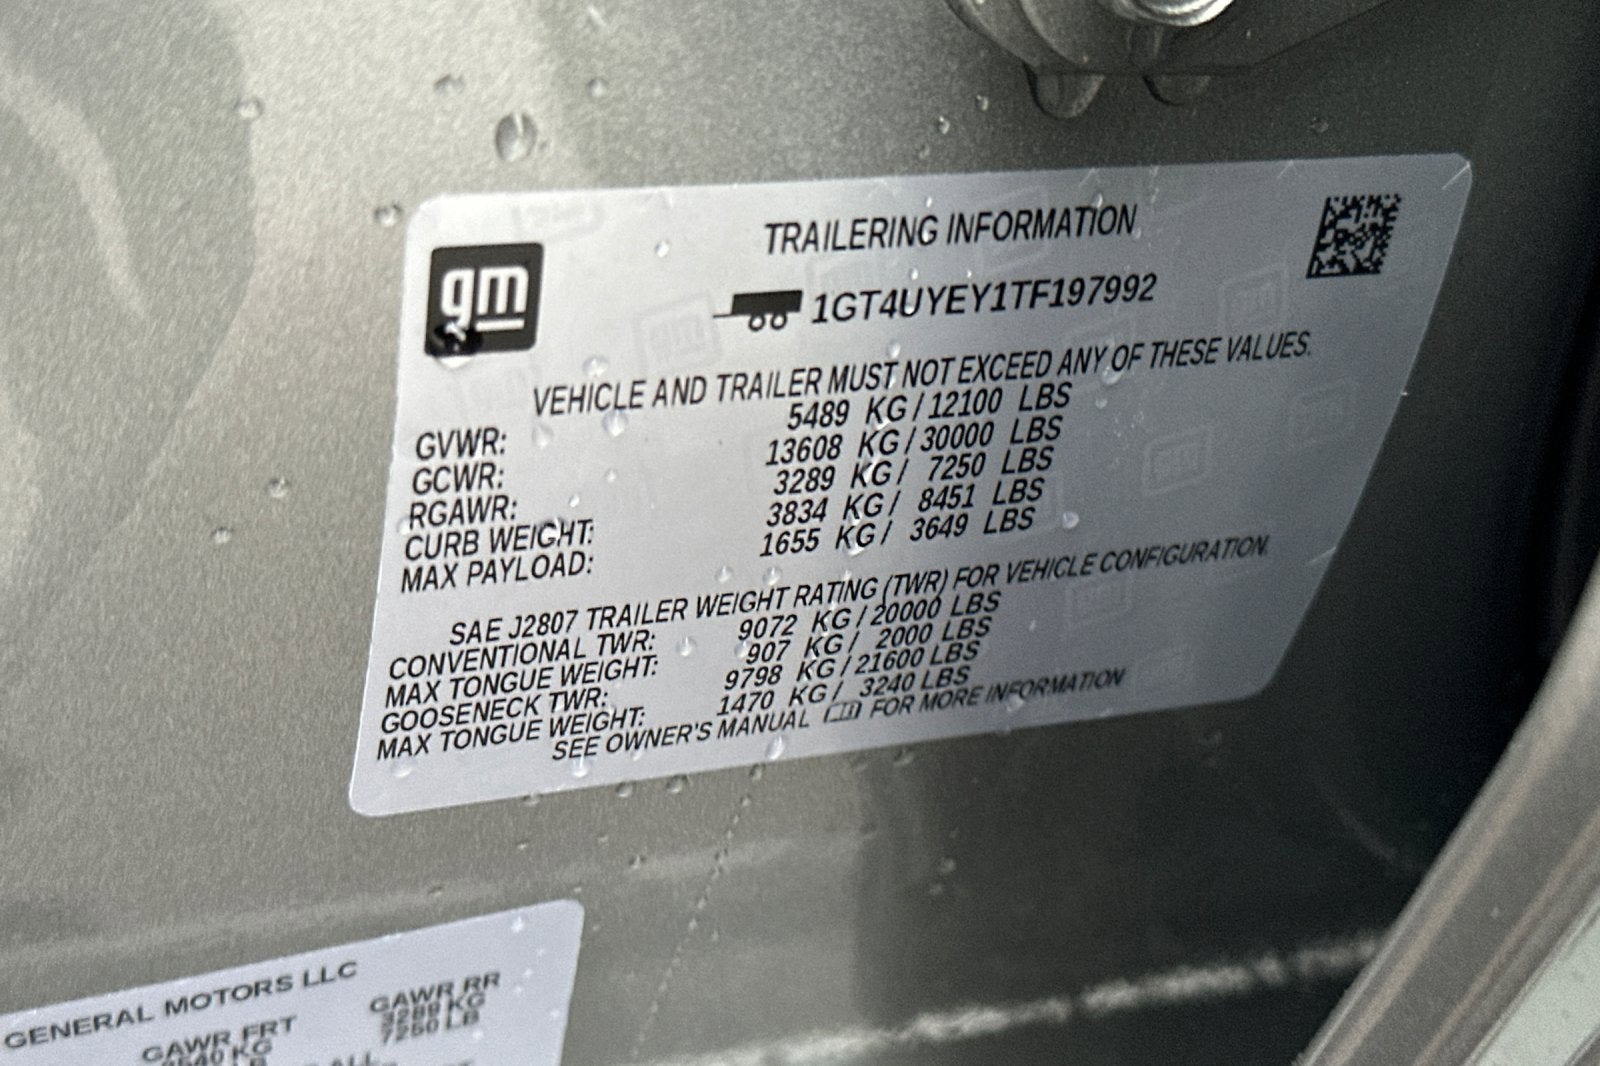 gm
TRAILERING INFORMATION
1GT4UYEY1TF197992
VEHICLE AND TRAILER MUST NOT EXCEED ANY OF THESE VALUES.
GVWR: 5489 KG / 12100 LBS
GCWR: 13608 KG / 30000 LBS
RGAWR: 3289 KG / 7250 LBS
CURB WEIGHT: 3834 KG / 8451 LBS
MAX PAYLOAD: 1655 KG / 3649 LBS
SAE J2807 TRAILER WEIGHT RATING (TWR) FOR VEHICLE CONFIGURATION.
CONVENTIONAL TWR: 9072 KG / 20000 LBS
MAX TONGUE WEIGHT: 907 KG / 2000 LBS
GOOSENECK TWR: 9798 KG / 21600 LBS
MAX TONGUE WEIGHT: 1470 KG / 3240 LBS
SEE OWNER'S MANUAL FOR MORE INFORMATION
GENERAL MOTORS LLC
GAWR FRT GAWR RR
3289 KG
7250 LB